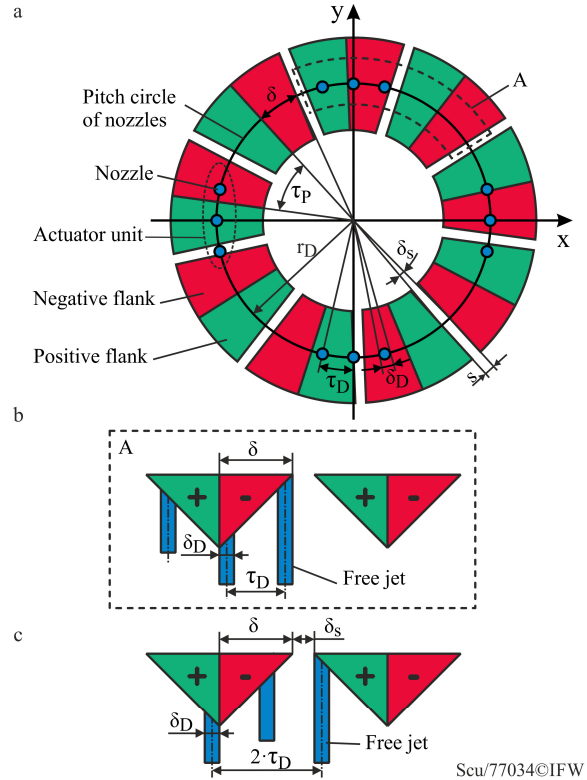 a
y
A
δ
Pitch circle
of nozzles
Nozzle
τP
Actuator unit
x
rD
δs
Negative flank
Positive flank
τD
δD
s
b
A
δ
+
-
δD
τD
Free jet
c
δ
δs
+
-
+
-
δD
2·τD
Free jet
Scu/77034©IFW